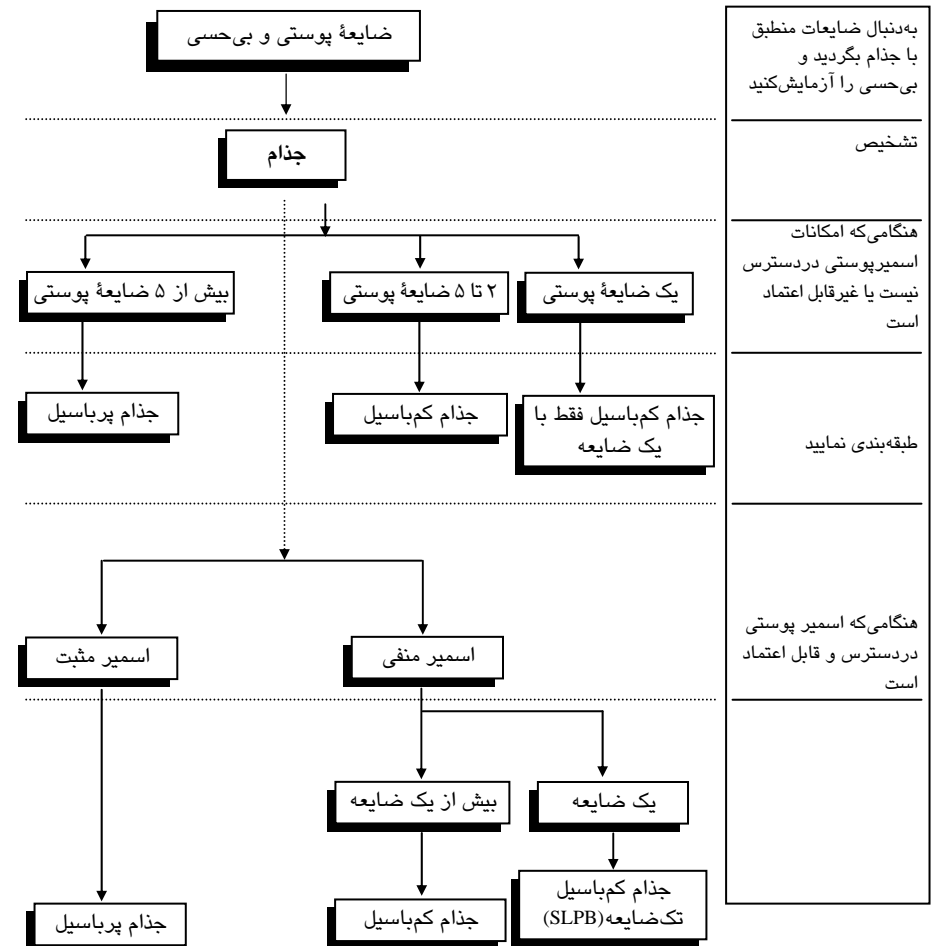 ضایعهٔ پوستی و بی‌حسی
به‌دنبال ضایعات منطبق
با جذام بگردید و
بی‌حسی را آزمایش‌کنید
جذام
تشخیص
هنگامی‌که امکانات
اسمیرپوستی دردسترس
نیست یا غیرقابل اعتماد
است
یک ضایعهٔ پوستی
۲ تا ۵ ضایعهٔ پوستی
بیش از ۵ ضایعهٔ پوستی
جذام کم‌باسیل فقط با
یک ضایعه
جذام کم‌باسیل
جذام پرباسیل
طبقه‌بندی نمایید
هنگامی‌که اسمیر پوستی
دردسترس و قابل اعتماد
است
اسمیر منفی
اسمیر مثبت
یک ضایعه
بیش از یک ضایعه
جذام کم‌باسیل
تک‌ضایعه(SLPB)
جذام کم‌باسیل
جذام پرباسیل